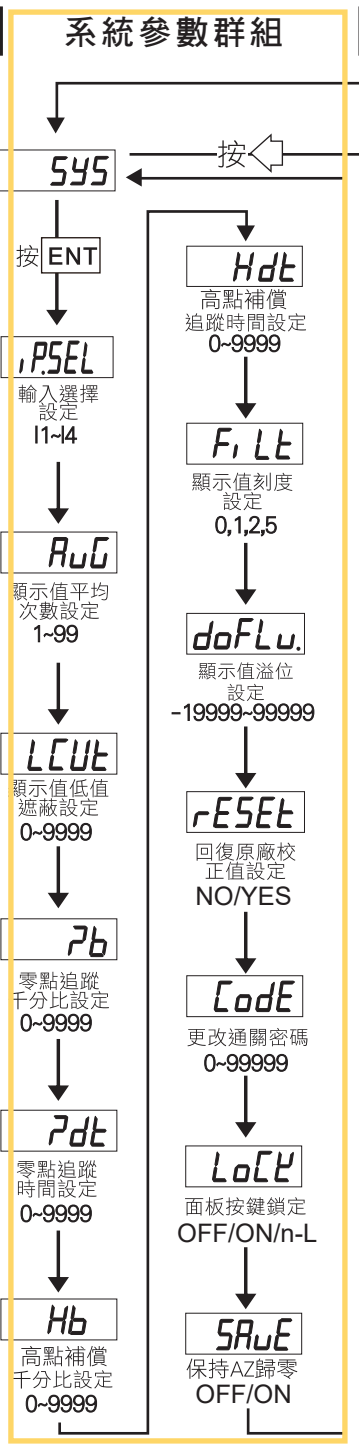 系統參數群組
SYS
按
按 ENT
iP.SEL
輸入選擇
設定
I1~I4
AvG
顯示值平均
次數設定
1~99
LCUt
顯示值低值
遮蔽設定
0~9999
Zb
零點追蹤
千分比設定
0~9999
Zdt
零點追蹤
時間設定
0~9999
Hb
高點補償
千分比設定
0~9999
Hdt
高點補償
追蹤時間設定
0~9999
FiLt
顯示值刻度
設定
0,1,2,5
doFLv.
顯示值溢位
設定
-19999~99999
rESEt
回復原廠校
正值設定
NO/YES
CodE
更改通關密碼
0~99999
LoCK
面板按鍵鎖定
OFF/ON/n-L
SAvE
保持AZ歸零
OFF/ON